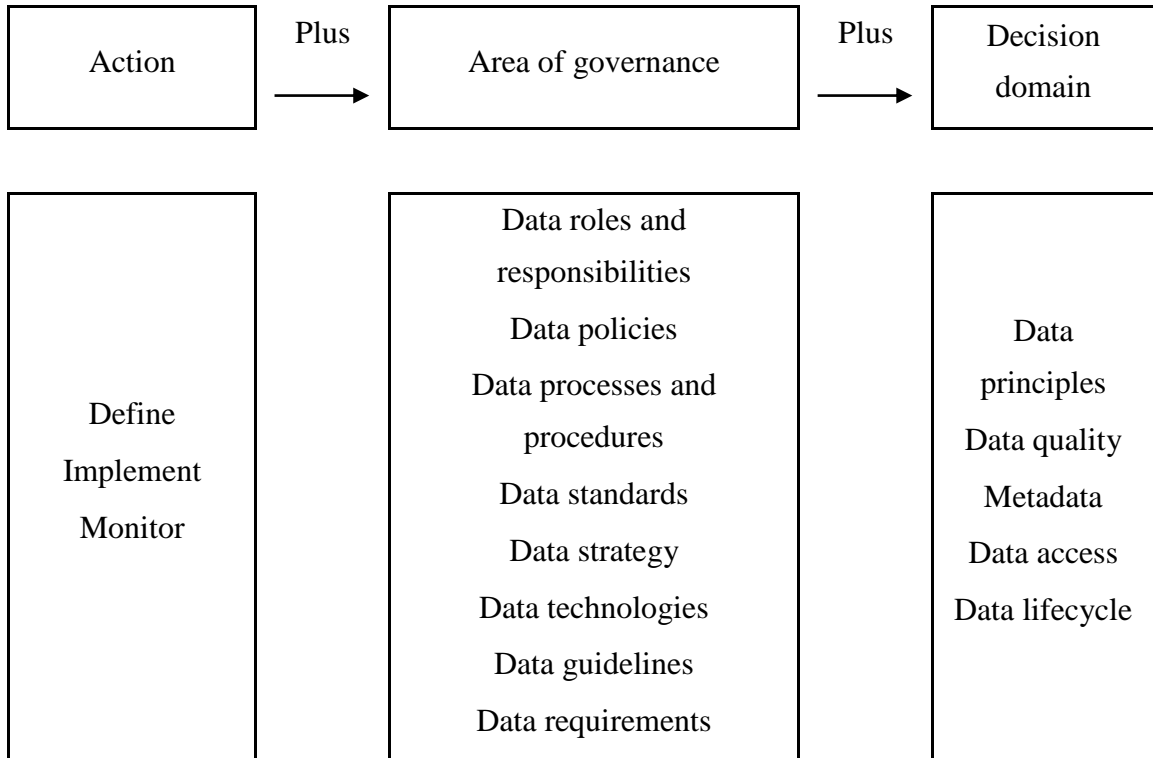 Action
Plus
Area of governance
Plus
Decision
domain
Define
Implement
Monitor
Data roles and
responsibilities
Data policies
Data processes and
procedures
Data standards
Data strategy
Data technologies
Data guidelines
Data requirements
Data
principles
Data quality
Metadata
Data access
Data lifecycle